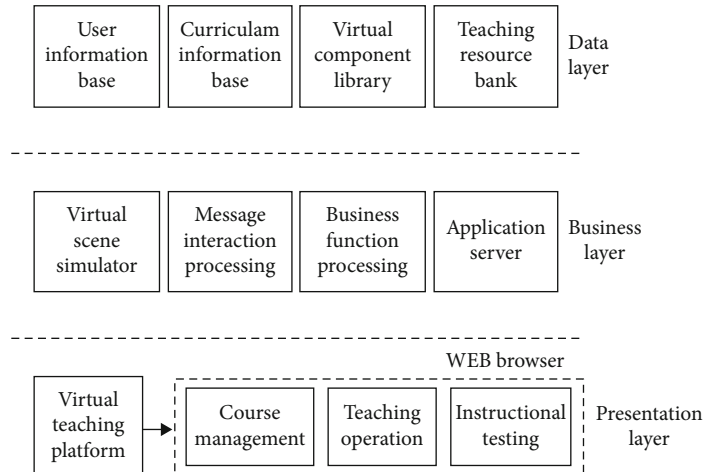 User
information
base
Curriculam
information
base
Virtual
component
library
Teaching
resource
bank
Data
layer
Virtual
scene
simulator
Message
interaction
processing
Business
function
processing
Application
server
Business
layer
WEB browser
Virtual
teaching
platform
Course
management
Teaching
operation
Instructional
testing
Presentation
layer